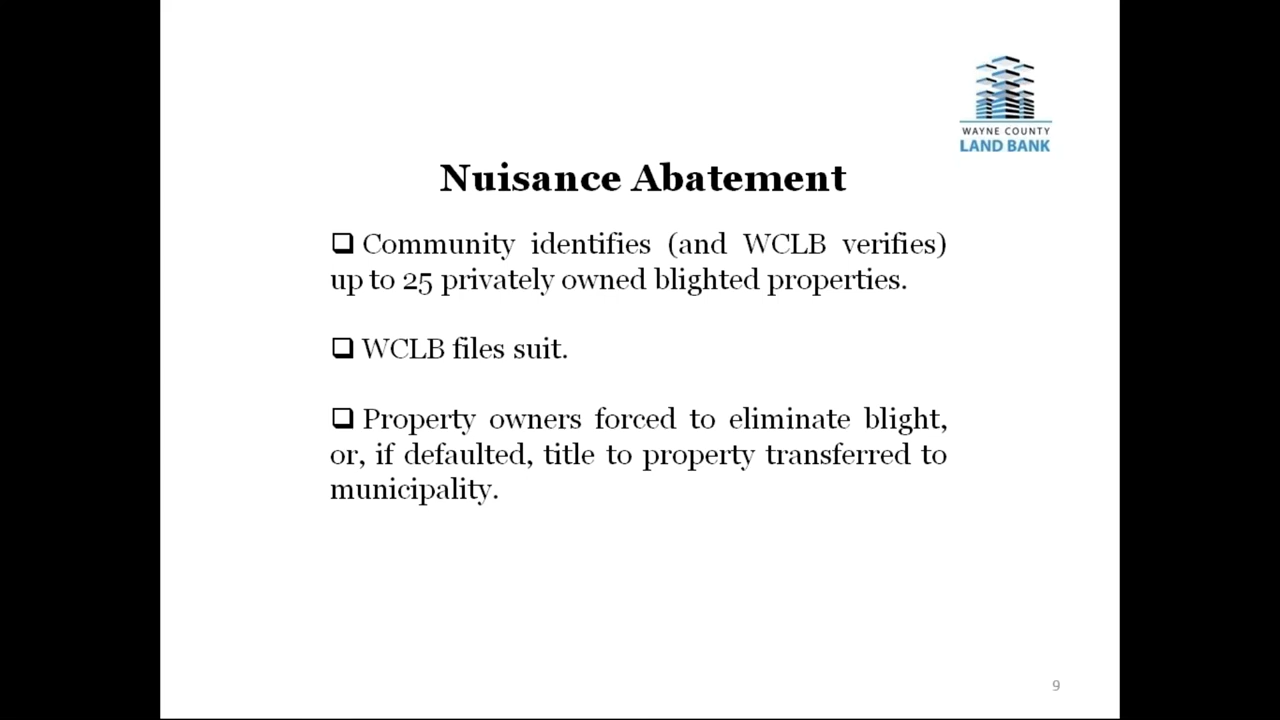 WAYNE COUNTY
LAND BANK
Nuisance Abatement
❑ Community identifies (and WCLB verifies)
up to 25 privately owned blighted properties.
❑ WCLB files suit.
❑ Property owners forced to eliminate blight,
or, if defaulted, title to property transferred to
municipality.
9